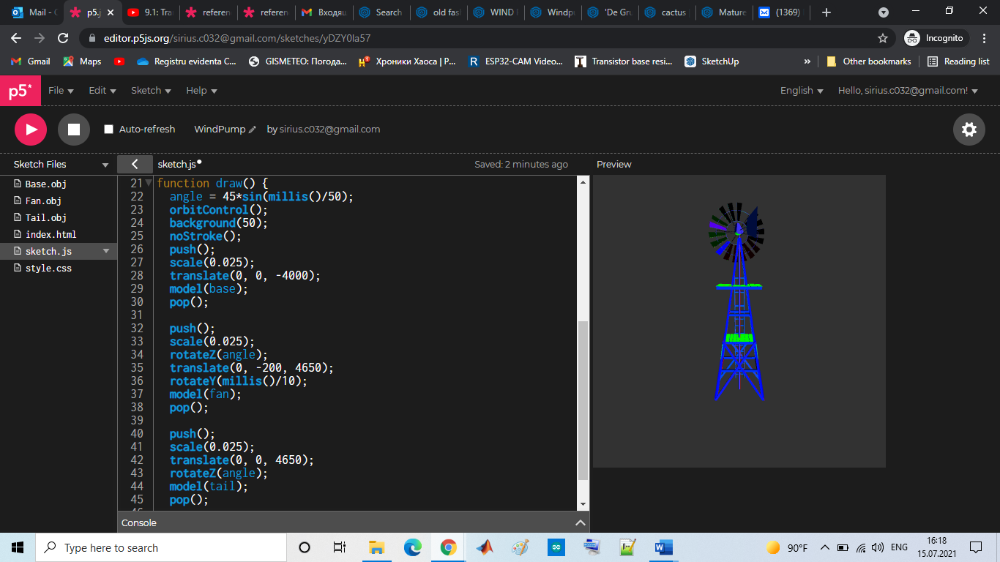 Mail - C
p5.j
9.1: Tra
referen
referen
Входящ
Search
old fash
WIND
Windpu
'De Gru
cactus
Mature
(1369)
editor.p5js.org/sirius.c032@gmail.com/sketches/yDZY0la57
Incognito
Gmail
Maps
Registru evidenta C...
GISMETEO: Погода...
Хроники Хаоса | Р...
ESP32-CAM Video...
Transistor base resi...
SketchUp
»
Other bookmarks
Reading list
p5*
File
Edit
Sketch
Help
English
Hello, sirius.c032@gmail.com!
Auto-refresh
WindPump
by sirius.c032@gmail.com
Sketch Files
sketch.js
Saved: 2 minutes ago
Preview
Base.obj
Fan.obj
Tail.obj
index.html
sketch.js
style.css
21 function draw() {
22 angle = 45*sin(millis()/50);
23 orbitControl();
24 background(50);
25 noStroke();
26 push();
27 scale(0.025);
28 translate(0, 0, -4000);
29 model(base);
30 pop();
31
32 push();
33 scale(0.025);
34 rotateZ(angle);
35 translate(0, -200, 4650);
36 rotateY(millis()/10);
37 model(fan);
38 pop();
39
40 push();
41 scale(0.025);
42 translate(0, 0, 4650);
43 rotateZ(angle);
44 model(tail);
45 pop();
Console
Type here to search
90°F
ENG
16:18
15.07.2021